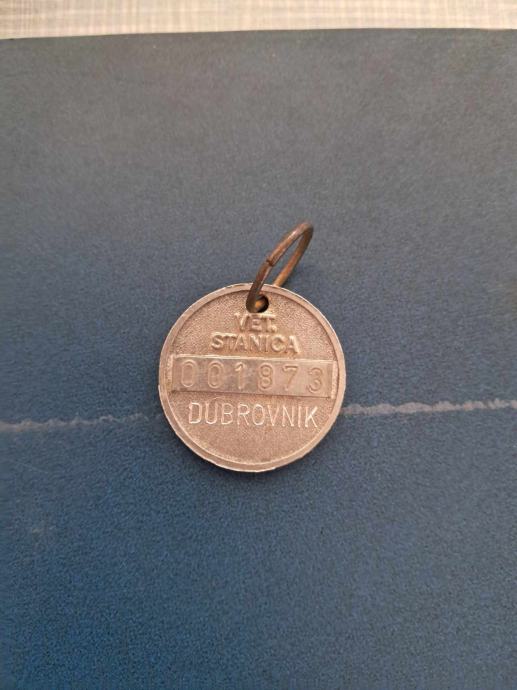 VET.
STANICA
001873
DUBROVNIK